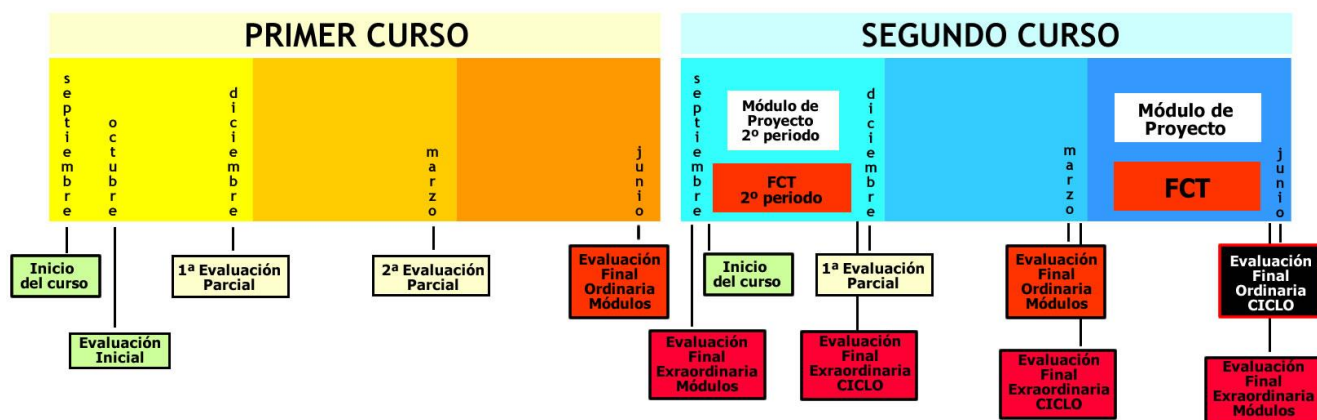 PRIMER CURSO
SEGUNDO CURSO
septiembre
octubre
diciembre
marzo
junio
septiembre
Módulo de
Proyecto
2º periodo
FCT
2º periodo
diciembre
marzo
Módulo de
Proyecto
FCT
junio
Inicio
del curso
Evaluación
Inicial
1ª Evaluación
Parcial
2ª Evaluación
Parcial
Evaluación
Final
Ordinaria
Módulos
Evaluación
Final
Exraordinaria
Módulos
Inicio
del curso
1ª Evaluación
Parcial
Evaluación
Final
Exraordinaria
CICLO
Evaluación
Final
Ordinaria
Módulos
Evaluación
Final
Exraordinaria
CICLO
Evaluación
Final
Ordinaria
CICLO
Evaluación
Final
Exraordinaria
Módulos